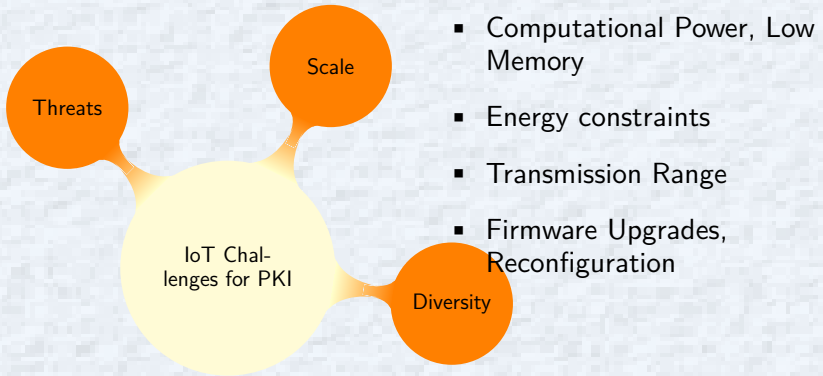 Threats
Scale
IoT Chal-
lenges for PKI
Diversity
▪ Computational Power, Low
Memory
▪ Energy constraints
▪ Transmission Range
▪ Firmware Upgrades,
Reconfiguration